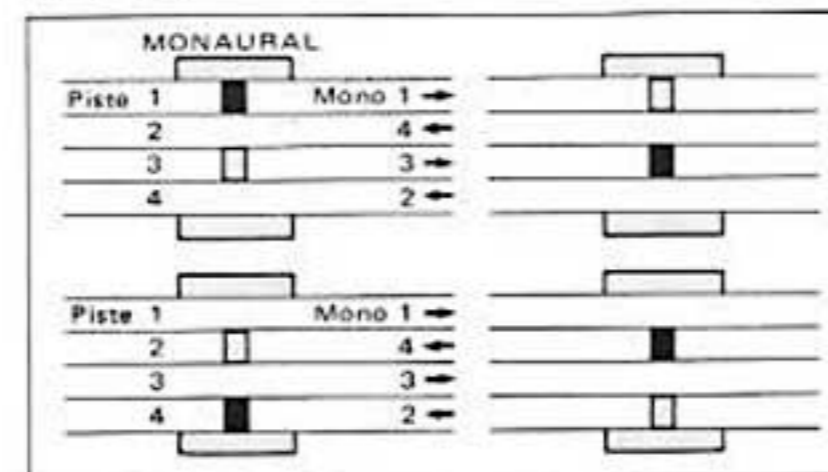 MONAURAL
Piste 1 Mono 1 →
2 4 ←
3 3 →
4 2 ←
Piste 1 Mono 1 →
2 4 ←
3 3 →
4 2 ←